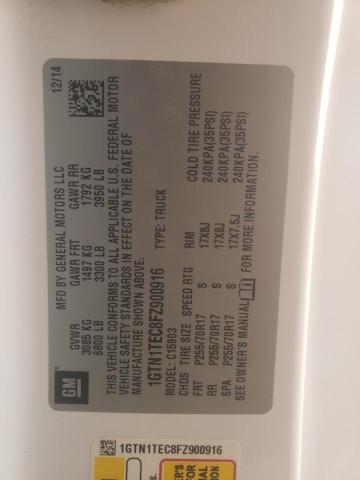 MFD BY GENERAL MOTORS LLC 12/14
GVWR GAWR FRT GAWR RR
3085 KG 1497 KG 1792 KG
6800 LB 3300 LB 3950 LB
THIS VEHICLE CONFORMS TO ALL APPLICABLE U.S. FEDERAL MOTOR
VEHICLE SAFETY STANDARDS IN EFFECT ON THE DATE OF
MANUFACTURE SHOWN ABOVE.
1GTN1TEC8FZ900916 TYPE: TRUCK
MODEL: C15903
CHDS TIRE SIZE SPEED RTG RIM COLD TIRE PRESSURE
FRT P255/70R17 S 17X8J 240KPA(35PSI)
RR P255/70R17 S 17X8J 240KPA(35PSI)
SPA P255/70R17 S 17X7.5J 240KPA(35PSI)
SEE OWNER'S MANUAL FOR MORE INFORMATION.
GM
1GTN1TEC8FZ900916